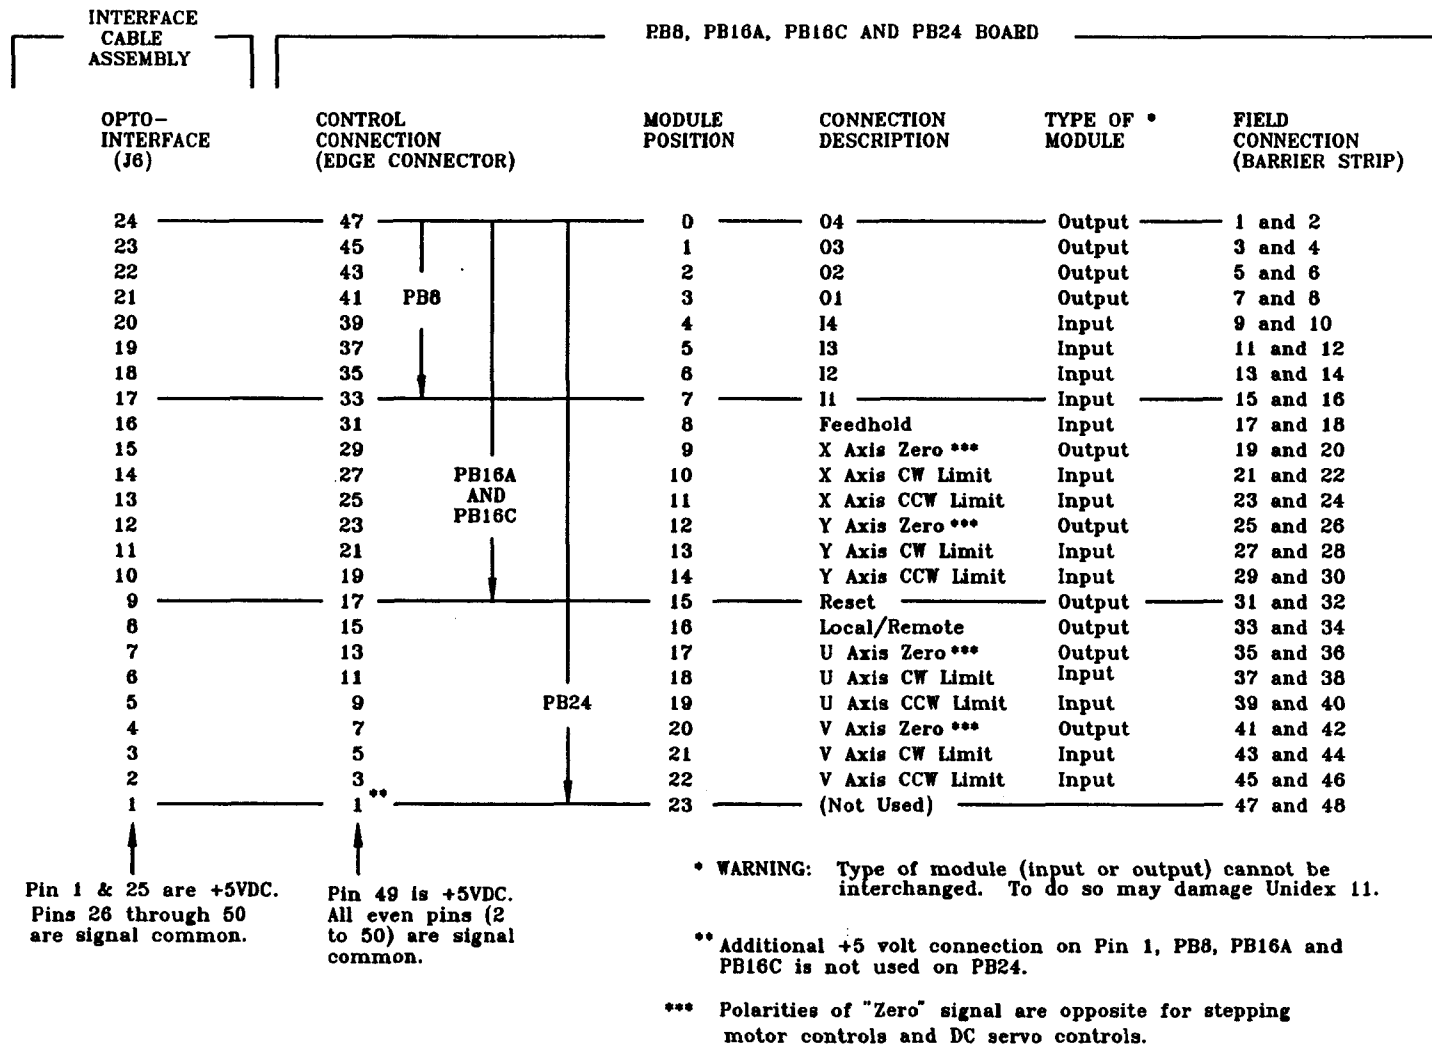 INTERFACE
CABLE
ASSEMBLY
PB8, PB16A, PB16C AND PB24 BOARD
OPTO-
INTERFACE
(J6)
CONTROL
CONNECTION
(EDGE CONNECTOR)
MODULE
POSITION
CONNECTION
DESCRIPTION
TYPE OF *
MODULE
FIELD
CONNECTION
(BARRIER STRIP)
24 47 0 O4 Output 1 and 2
23 45 1 O3 Output 3 and 4
22 43 2 O2 Output 5 and 6
21 41 PB8 3 O1 Output 7 and 8
20 39 4 I4 Input 9 and 10
19 37 5 I3 Input 11 and 12
18 35 6 I2 Input 13 and 14
17 33 7 I1 Input 15 and 16
16 31 8 Feedhold Input 17 and 18
15 29 9 X Axis Zero *** Output 19 and 20
14 27 PB16A 10 X Axis CW Limit Input 21 and 22
13 25 AND 11 X Axis CCW Limit Input 23 and 24
12 23 PB16C 12 Y Axis Zero *** Output 25 and 26
11 21 13 Y Axis CW Limit Input 27 and 28
10 19 14 Y Axis CCW Limit Input 29 and 30
9 17 15 Reset Output 31 and 32
8 15 16 Local/Remote Output 33 and 34
7 13 17 U Axis Zero *** Output 35 and 36
6 11 18 U Axis CW Limit Input 37 and 38
5 9 PB24 19 U Axis CCW Limit Input 39 and 40
4 7 20 V Axis Zero *** Output 41 and 42
3 5 21 V Axis CW Limit Input 43 and 44
2 3 22 V Axis CCW Limit Input 45 and 46
1 1 ** 23 (Not Used) 47 and 48
Pin 1 & 25 are +5VDC.
Pins 26 through 50
are signal common.
Pin 49 is +5VDC.
All even pins (2
to 50) are signal
common.
* WARNING: Type of module (input or output) cannot be
interchanged. To do so may damage Unidex 11.
** Additional +5 volt connection on Pin 1, PB8, PB16A and
PB16C is not used on PB24.
*** Polarities of "Zero" signal are opposite for stepping
motor controls and DC servo controls.